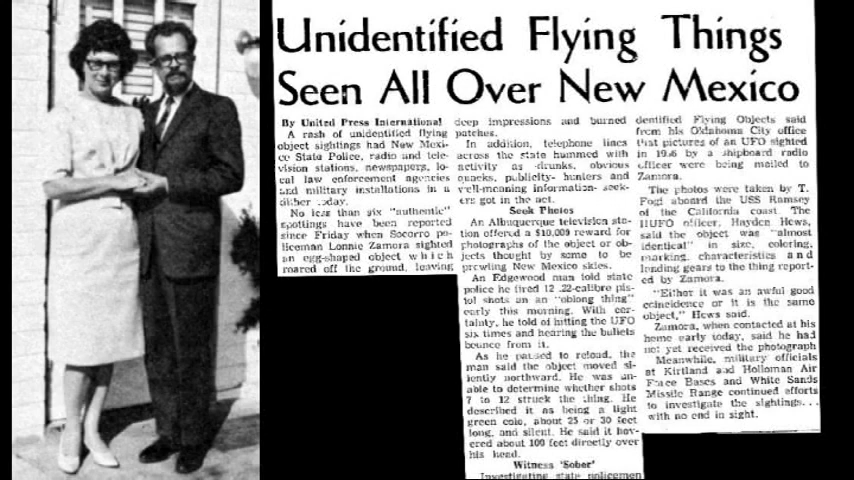 Unidentified Flying Things
Seen All Over New Mexico
By United Press International
A rash of unidentified flying
object sightings had New Mexi-
co State Police, radio and tele-
vision stations, newspapers, lo-
cal law enforcement agencies
and military installations in a
dither today.
No less than six "authentic"
spottings have been reported
since Friday when Socorro po-
liceman Lonnie Zamora sighted
an egg-shaped object which
roared off the ground, leaving
deep impressions and burned
patches.
In addition, telephone lines
across the state hummed with
activity as drunks, obvious
quacks, publicity-hunters and
well-meaning information-seek-
ers got in the act.
Seek Photos
An Albuquerque television sta-
tion offered a $10,000 reward for
photographs of the object or ob-
jects thought by some to be
prowling New Mexico skies.
An Edgewood man told state
police he fired 12 .22-calibre pis-
tol shots at an "oblong thing"
early this morning. With cer-
tainty, he told of hitting the UFO
six times and hearing the bullets
bounce from it.
As he paused to reload, the
man said the object moved si-
lently northward. He was un-
able to determine whether shots
7 to 12 struck the thing. He
described it as being a light
green color, about 25 or 30 feet
long, and silent. He said it hov-
ered about 100 feet directly over
his head.
Witness 'Sober'
Investigating state policemen
dentified Flying Objects said
from his Oklahoma City office
that pictures of an UFO sighted
in 1956 by a shipboard radio
officer were being mailed to
Zamora.
The photos were taken by T.
Fogl aboard the USS Ramsey
of the California coast. The
IIUFO officer, Hayden Hews,
said the object was "almost
identical" in size, coloring,
marking, characteristics and
landing gears to the thing report-
ed by Zamora.
"Either it was an awful good
coincidence or it is the same
object," Hews said.
Zamora, when contacted at his
home early today, said he had
not yet received the photograph
Meanwhile, military officials
at Kirtland and Holloman Air
Force Bases and White Sands
Missile Range continued efforts
to investigate the sightings...
with no end in sight.